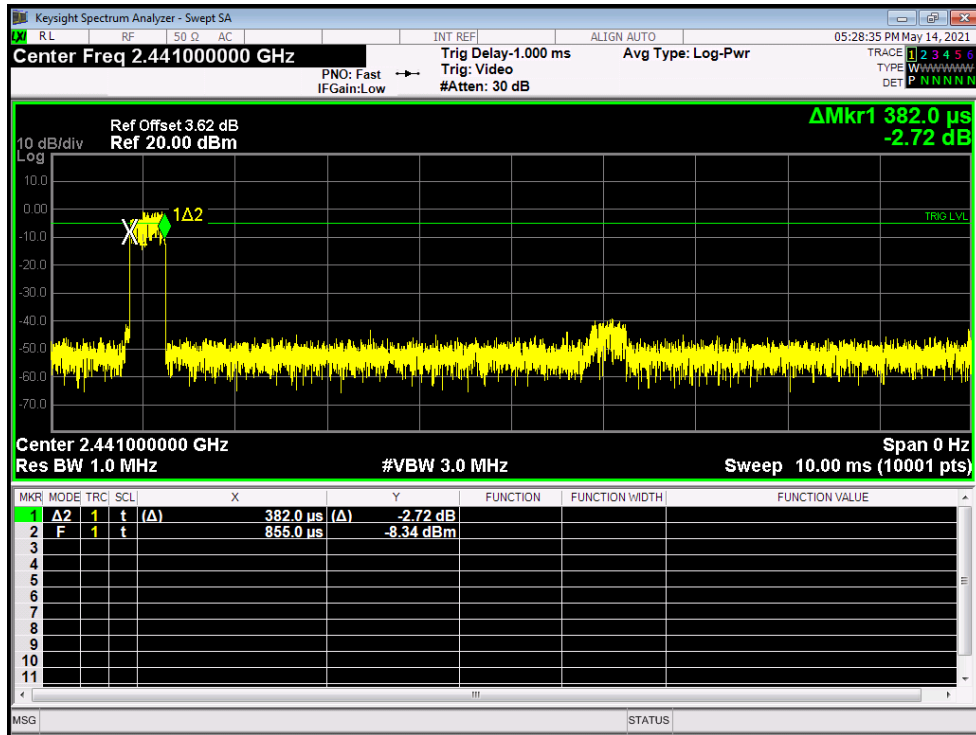 Keysight Spectrum Analyzer - Swept SA
LXI RL RF 50 Ω AC INT REF ALIGN AUTO 05:28:35 PM May 14, 2021
Center Freq 2.441000000 GHz
PNO: Fast
IFGain:Low
Trig Delay-1.000 ms
Trig: Video
#Atten: 30 dB
Avg Type: Log-Pwr
TRACE 1 2 3 4 5 6
TYPE WWWWWW
DET P N N N N N
ΔMkr1 382.0 µs
-2.72 dB
Ref Offset 3.62 dB
10 dB/div Ref 20.00 dBm
Log
10.0
0.00
-10.0
-20.0
-30.0
-40.0
-50.0
-60.0
-70.0
1Δ2
TRIG LVL
X
Center 2.441000000 GHz Span 0 Hz
Res BW 1.0 MHz #VBW 3.0 MHz Sweep 10.00 ms (10001 pts)
MKR MODE TRC SCL X Y FUNCTION FUNCTION WIDTH FUNCTION VALUE
1 Δ2 1 t (Δ) 382.0 µs (Δ) -2.72 dB
2 F 1 t 855.0 µs -8.34 dBm
3
4
5
6
7
8
9
10
11
MSG STATUS